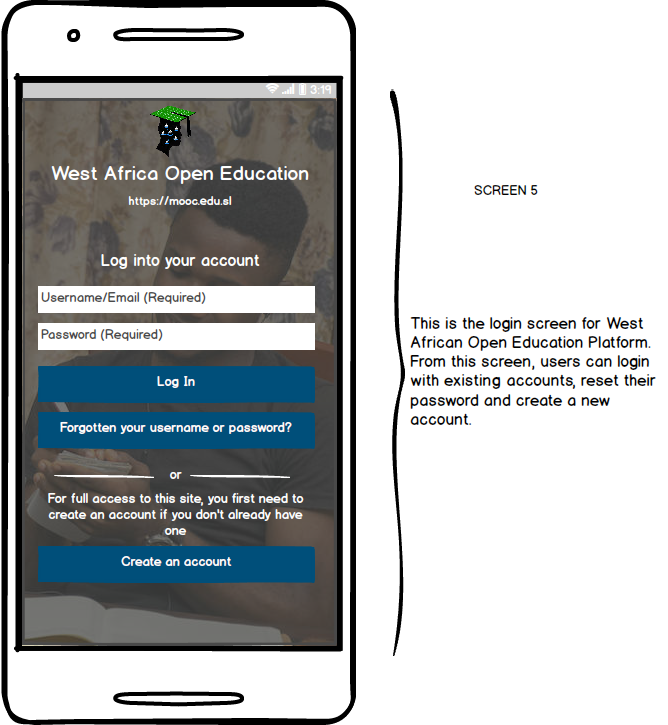 3:19
West Africa Open Education
https://mooc.edu.sl
Log into your account
Username/Email (Required)
Password (Required)
Log In
Forgotten your username or password?
or
For full access to this site, you first need to
create an account if you don't already have
one
Create an account
SCREEN 5
This is the login screen for West
African Open Education Platform.
From this screen, users can login
with existing accounts, reset their
password and create a new
account.